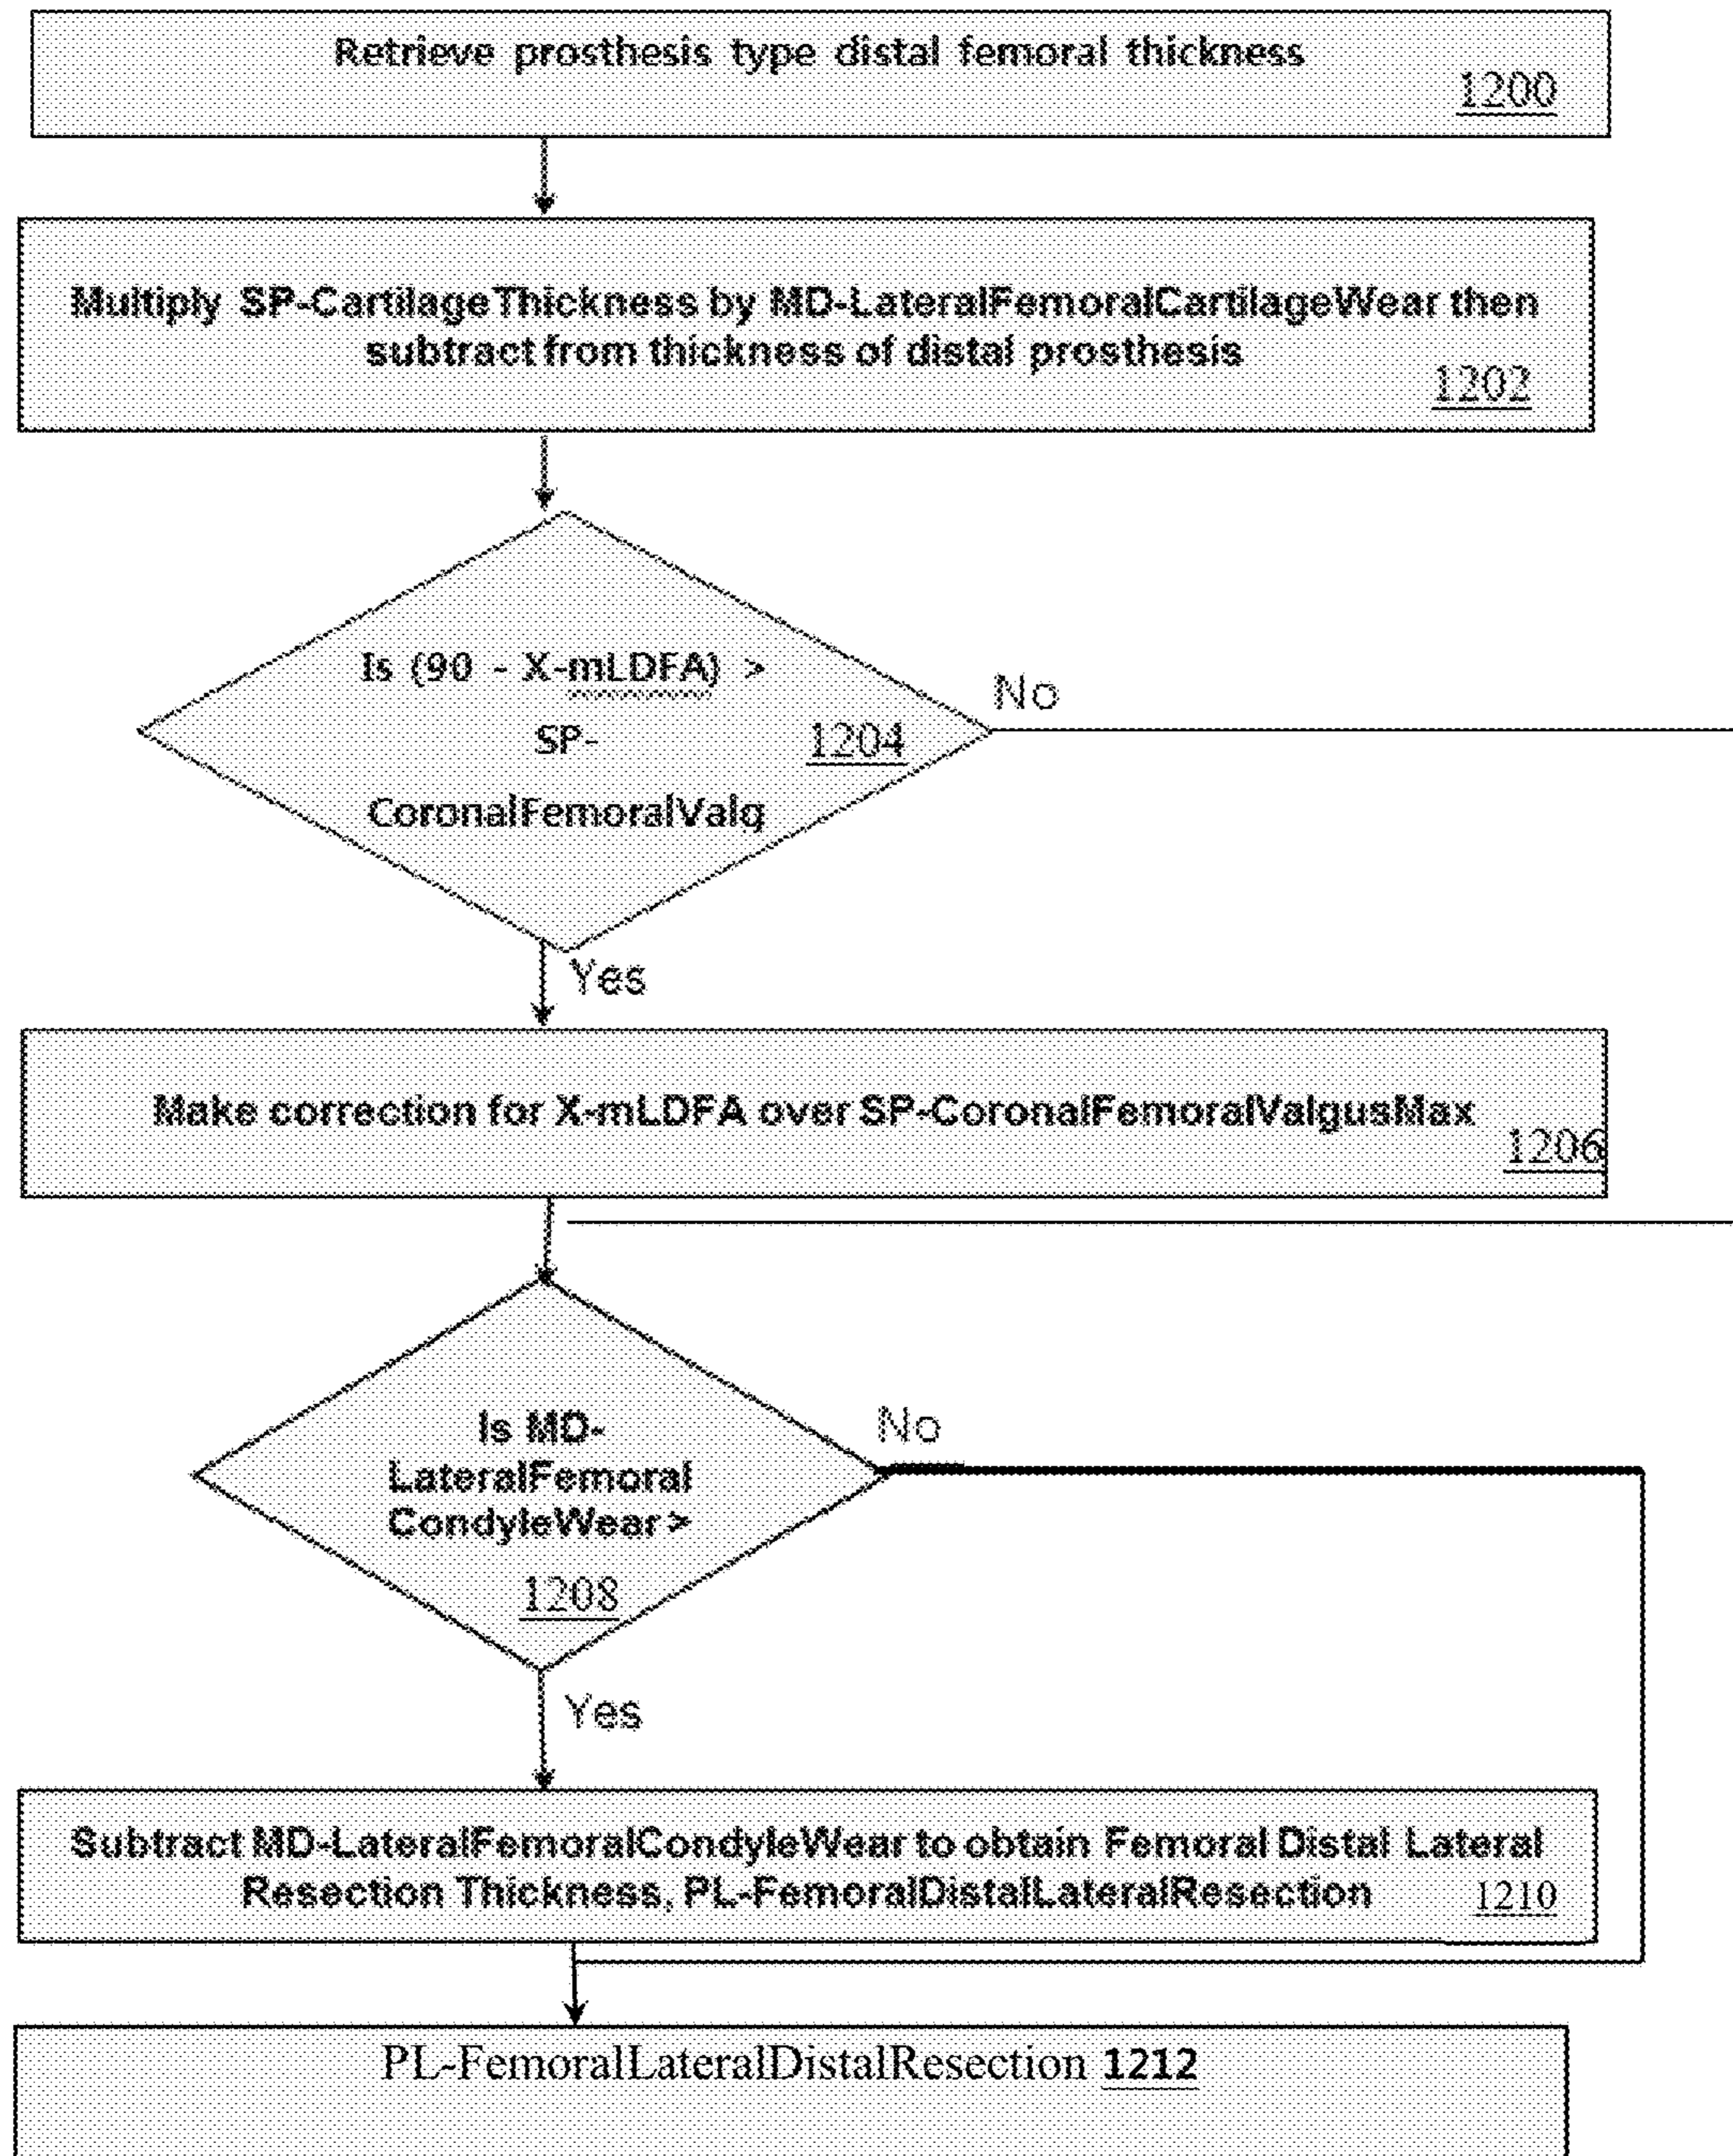 Retrieve prosthesis type distal femoral thickness
1200
Multiply SP-CartilageThickness by MD-LateralFemoralCartilageWear then
subtract from thickness of distal prosthesis
1202
Is (90 - X-mLDFA) >
SP-
1204
CoronalFemoralValg
No
Yes
Make correction for X-mLDFA over SP-CoronalFemoralValgusMax
1206
Is MD-
LateralFemoral
CondyleWear >
1208
No
Yes
Subtract MD-LateralFemoralCondyleWear to obtain Femoral Distal Lateral
Resection Thickness, PL-FemoralDistalLateralResection
1210
PL-FemoralLateralDistalResection 1212